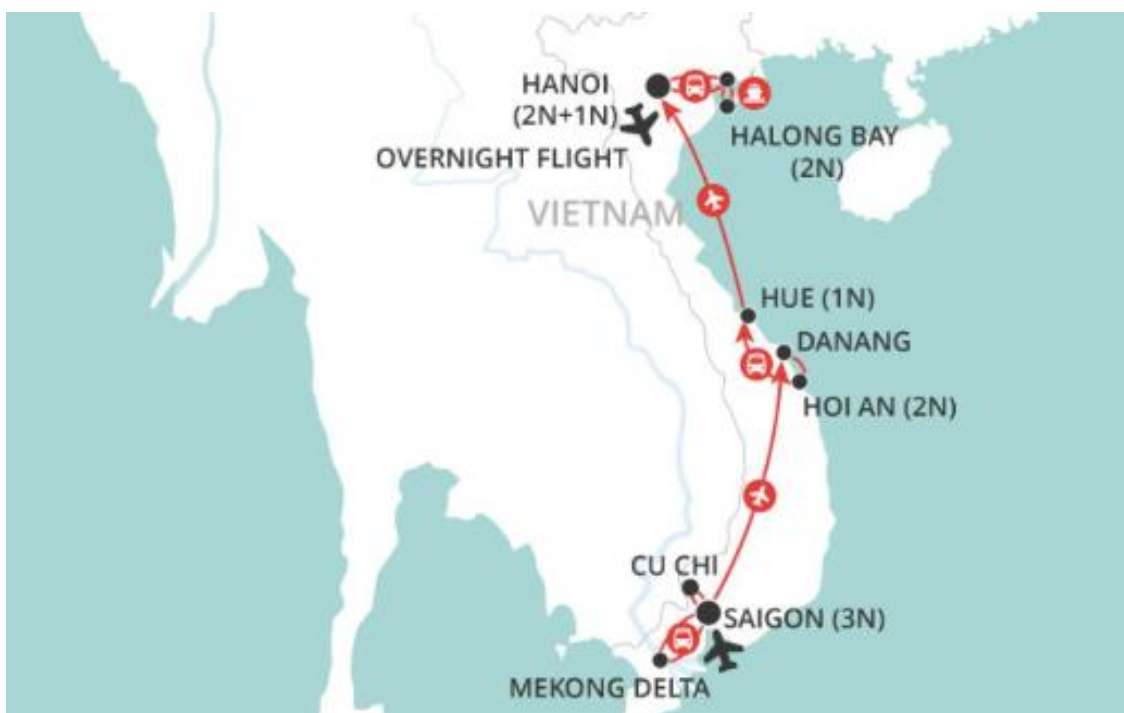 HANOI
(2N+1N)
OVERNIGHT FLIGHT
HALONG BAY
(2N)
VIETNAM
HUE (1N)
DANANG
HOI AN (2N)
CU CHI
SAIGON (3N)
MEKONG DELTA